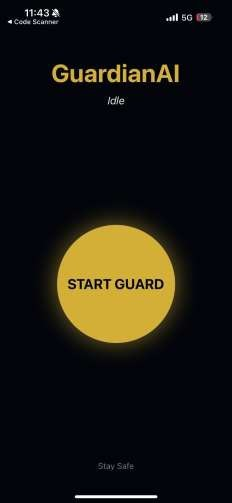 11:43
5G 12
◀ Code Scanner
GuardianAI
Idle
START GUARD
Stay Safe